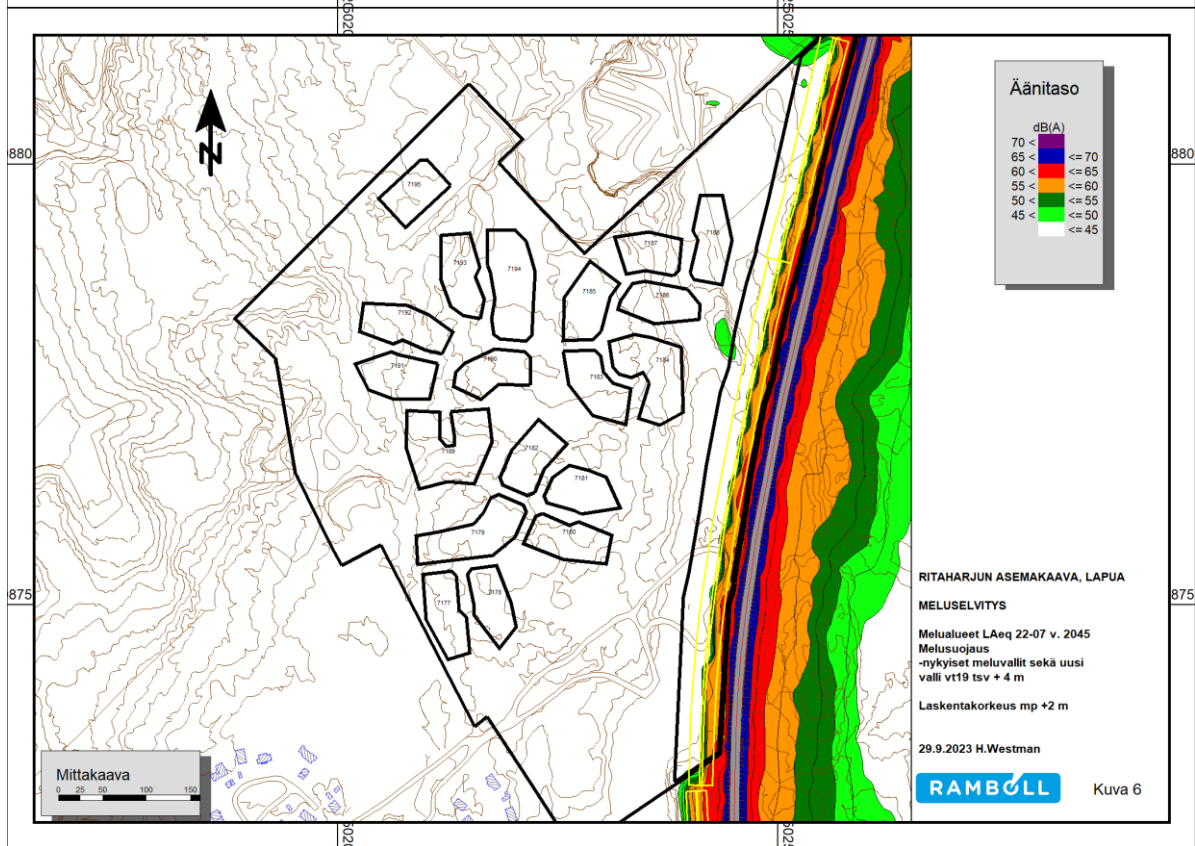 N
880
880
875
875
7195
7193
7194
7187
7188
7185
7186
7192
7191
7190
7183
7184
7189
7182
7181
7179
7180
7177
7178
Äänitaso
dB(A)
70 <
65 < <= 70
60 < <= 65
55 < <= 60
50 < <= 55
45 < <= 50
<= 45
RITAHARJUN ASEMAKAAVA, LAPUA
MELUSELVITYS
Melualueet LAeq 22-07 v. 2045
Melusuojaus
-nykyiset meluvallit sekä uusi
valli vt19 tsv + 4 m
Laskentakorkeus mp +2 m
29.9.2023 H.Westman
RAMBOLL
Kuva 6
Mittakaava
0 25 50 100 150